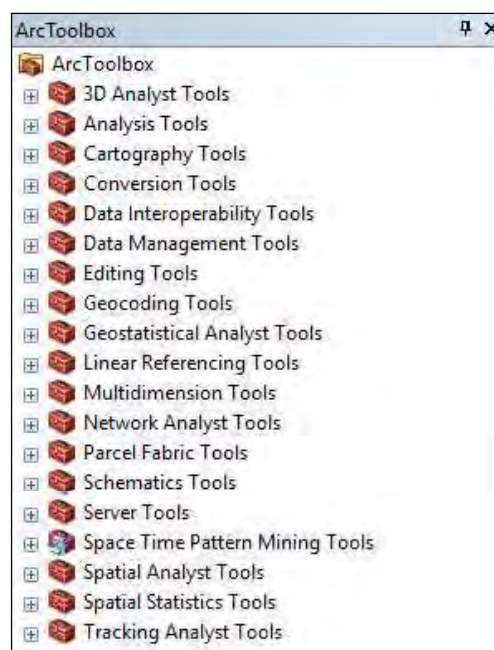 ArcToolbox
ArcToolbox
3D Analyst Tools
Analysis Tools
Cartography Tools
Conversion Tools
Data Interoperability Tools
Data Management Tools
Editing Tools
Geocoding Tools
Geostatistical Analyst Tools
Linear Referencing Tools
Multidimension Tools
Network Analyst Tools
Parcel Fabric Tools
Schematics Tools
Server Tools
Space Time Pattern Mining Tools
Spatial Analyst Tools
Spatial Statistics Tools
Tracking Analyst Tools